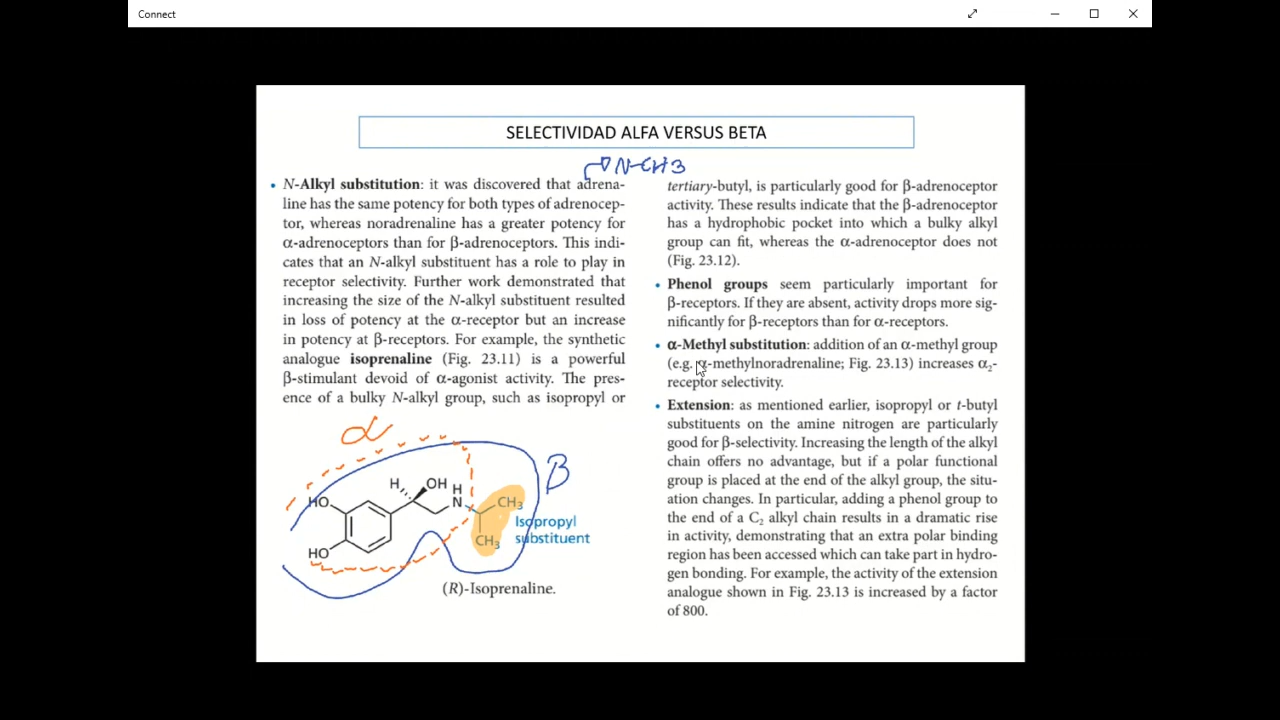 Connect
SELECTIVIDAD ALFA VERSUS BETA
N-CH3
• N-Alkyl substitution: it was discovered that adrena-
line has the same potency for both types of adrenocep-
tor, whereas noradrenaline has a greater potency for
α-adrenoceptors than for β-adrenoceptors. This indi-
cates that an N-alkyl substituent has a role to play in
receptor selectivity. Further work demonstrated that
increasing the size of the N-alkyl substituent resulted
in loss of potency at the α-receptor but an increase
in potency at β-receptors. For example, the synthetic
analogue isoprenaline (Fig. 23.11) is a powerful
β-stimulant devoid of α-agonist activity. The pres-
ence of a bulky N-alkyl group, such as isopropyl or
α
β
H
OH
H
N
HO
HO
CH3
CH3
Isopropyl
substituent
(R)-Isoprenaline.
tertiary-butyl, is particularly good for β-adrenoceptor
activity. These results indicate that the β-adrenoceptor
has a hydrophobic pocket into which a bulky alkyl
group can fit, whereas the α-adrenoceptor does not
(Fig. 23.12).
• Phenol groups seem particularly important for
β-receptors. If they are absent, activity drops more sig-
nificantly for β-receptors than for α-receptors.
• α-Methyl substitution: addition of an α-methyl group
(e.g. α-methylnoradrenaline; Fig. 23.13) increases α2-
receptor selectivity.
• Extension: as mentioned earlier, isopropyl or t-butyl
substituents on the amine nitrogen are particularly
good for β-selectivity. Increasing the length of the alkyl
chain offers no advantage, but if a polar functional
group is placed at the end of the alkyl group, the situ-
ation changes. In particular, adding a phenol group to
the end of a C2 alkyl chain results in a dramatic rise
in activity, demonstrating that an extra polar binding
region has been accessed which can take part in hydro-
gen bonding. For example, the activity of the extension
analogue shown in Fig. 23.13 is increased by a factor
of 800.